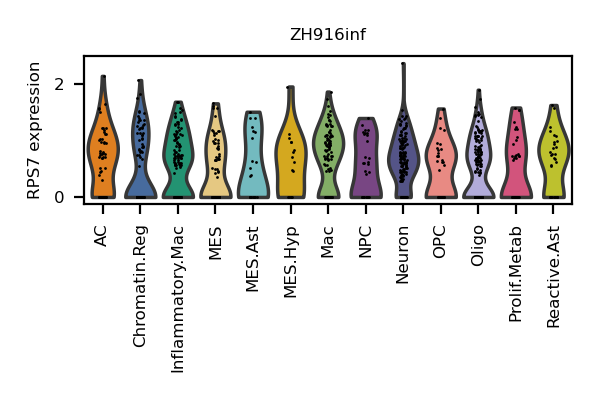 ZH916inf
RPS7 expression
2
0
AC
Chromatin.Reg
Inflammatory.Mac
MES
MES.Ast
MES.Hyp
Mac
NPC
Neuron
OPC
Oligo
Prolif.Metab
Reactive.Ast